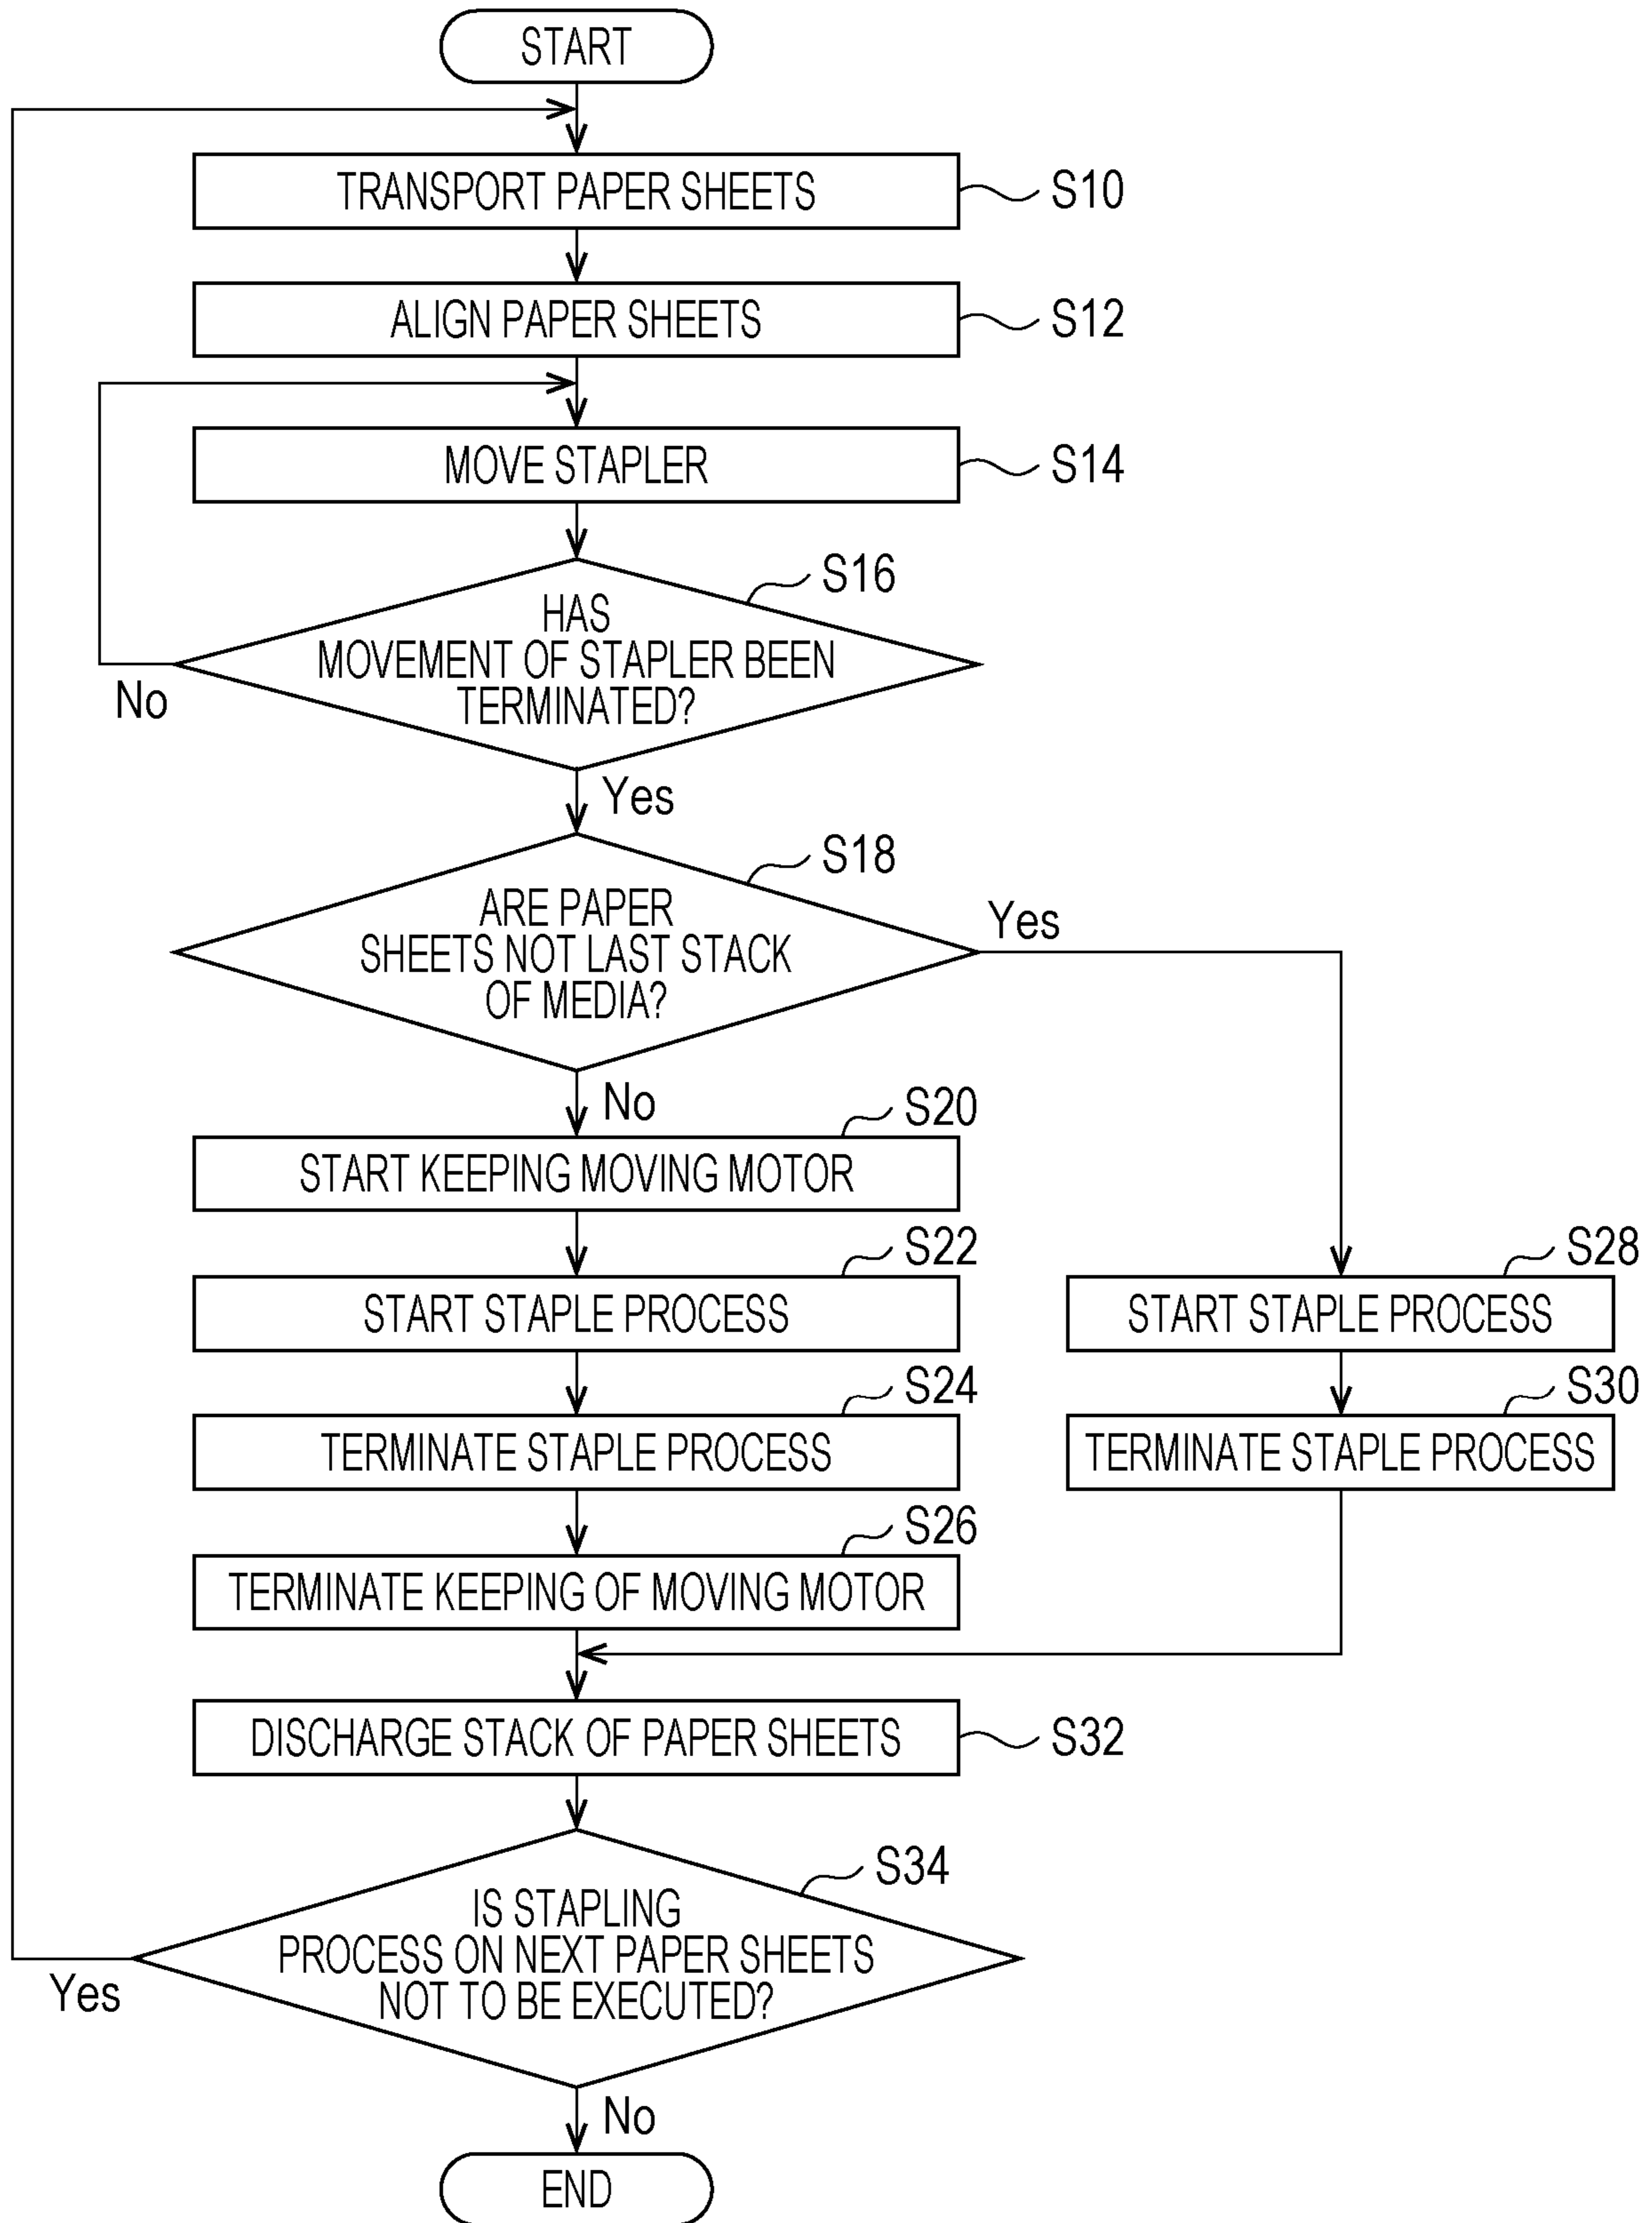 START
TRANSPORT PAPER SHEETS
S10
ALIGN PAPER SHEETS
S12
MOVE STAPLER
S14
S16
HAS
MOVEMENT OF STAPLER BEEN
TERMINATED?
No
Yes
S18
ARE PAPER
SHEETS NOT LAST STACK
OF MEDIA?
Yes
No
S20
START KEEPING MOVING MOTOR
S22
START STAPLE PROCESS
S28
START STAPLE PROCESS
S24
TERMINATE STAPLE PROCESS
S30
TERMINATE STAPLE PROCESS
S26
TERMINATE KEEPING OF MOVING MOTOR
DISCHARGE STACK OF PAPER SHEETS
S32
S34
IS STAPLING
PROCESS ON NEXT PAPER SHEETS
NOT TO BE EXECUTED?
Yes
No
END